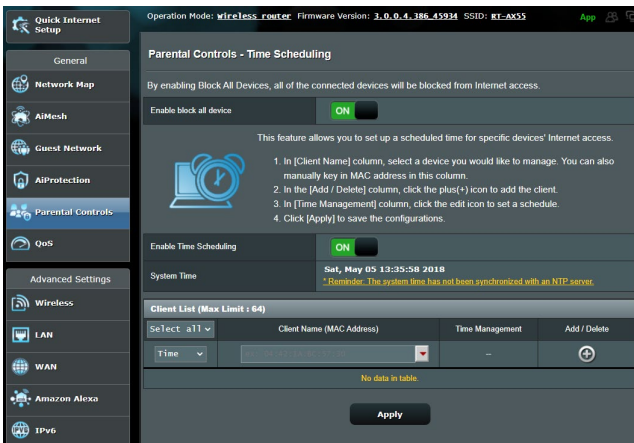 Quick Internet
Setup
Operation Mode: wireless router Firmware Version: 3.0.0.4.386_45934 SSID: RT-AX55 App
General
Network Map
AiMesh
Guest Network
AiProtection
Parental Controls
QoS
Advanced Settings
Wireless
LAN
WAN
Amazon Alexa
IPv6
Parental Controls - Time Scheduling
By enabling Block All Devices, all of the connected devices will be blocked from Internet access.
Enable block all device ON
This feature allows you to set up a scheduled time for specific devices' Internet access.
1. In [Client Name] column, select a device you would like to manage. You can also
manually key in MAC address in this column.
2. In the [Add / Delete] column, click the plus(+) icon to add the client.
3. In [Time Management] column, click the edit icon to set a schedule.
4. Click [Apply] to save the configurations.
Enable Time Scheduling ON
System Time Sat, May 05 13:35:58 2018
* Reminder: The system time has not been synchronized with an NTP server.
Client List (Max Limit : 64)
Select all Client Name (MAC Address) Time Management Add / Delete
Time --
No data in table.
Apply